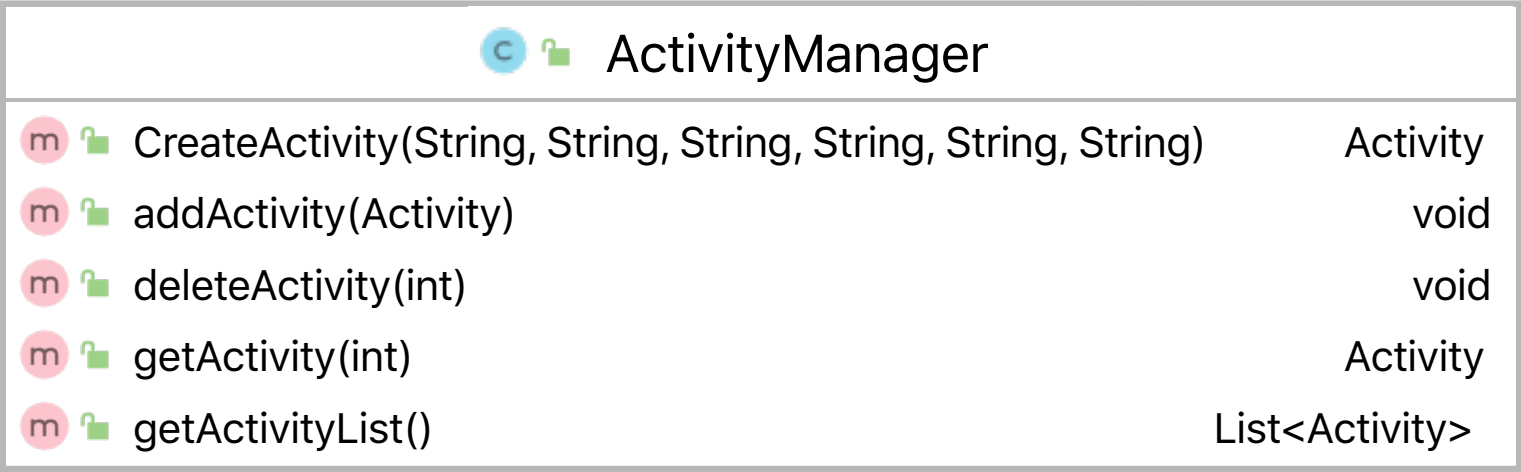 C ActivityManager
m CreateActivity(String, String, String, String, String, String) Activity
m addActivity(Activity) void
m deleteActivity(int) void
m getActivity(int) Activity
m getActivityList() List<Activity>